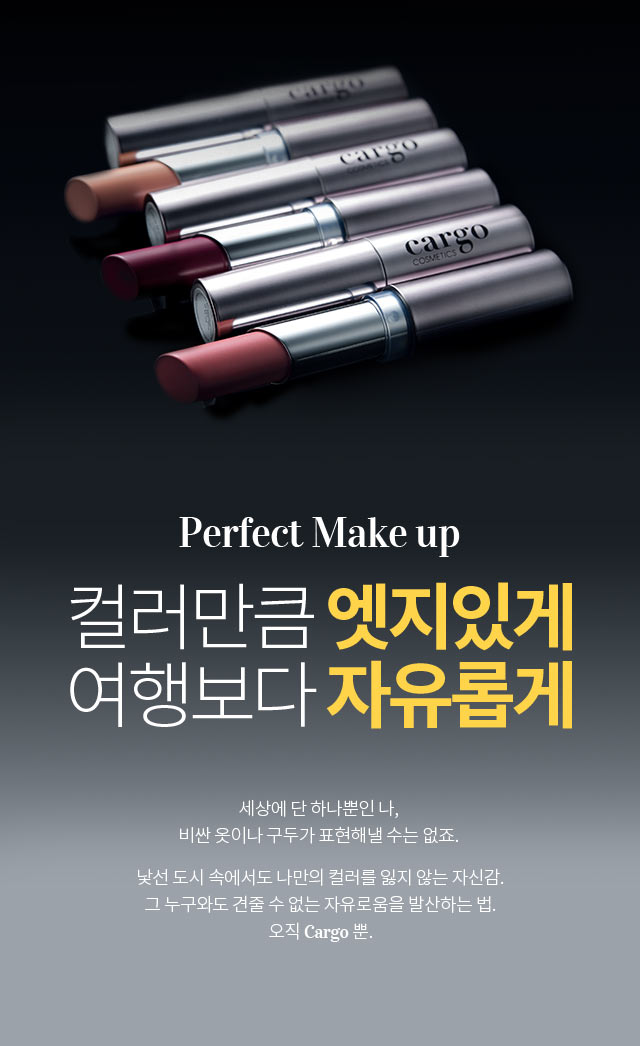 cargo
cargo
COSMETICS
cargo
COSMETICS
Perfect Make up
컬러만큼 엣지있게
여행보다 자유롭게
세상에 단 하나뿐인 나,
비싼 옷이나 구두가 표현해낼 수는 없죠.
낯선 도시 속에서도 나만의 컬러를 잃지 않는 자신감.
그 누구와도 견줄 수 없는 자유로움을 발산하는 법.
오직 Cargo 뿐.